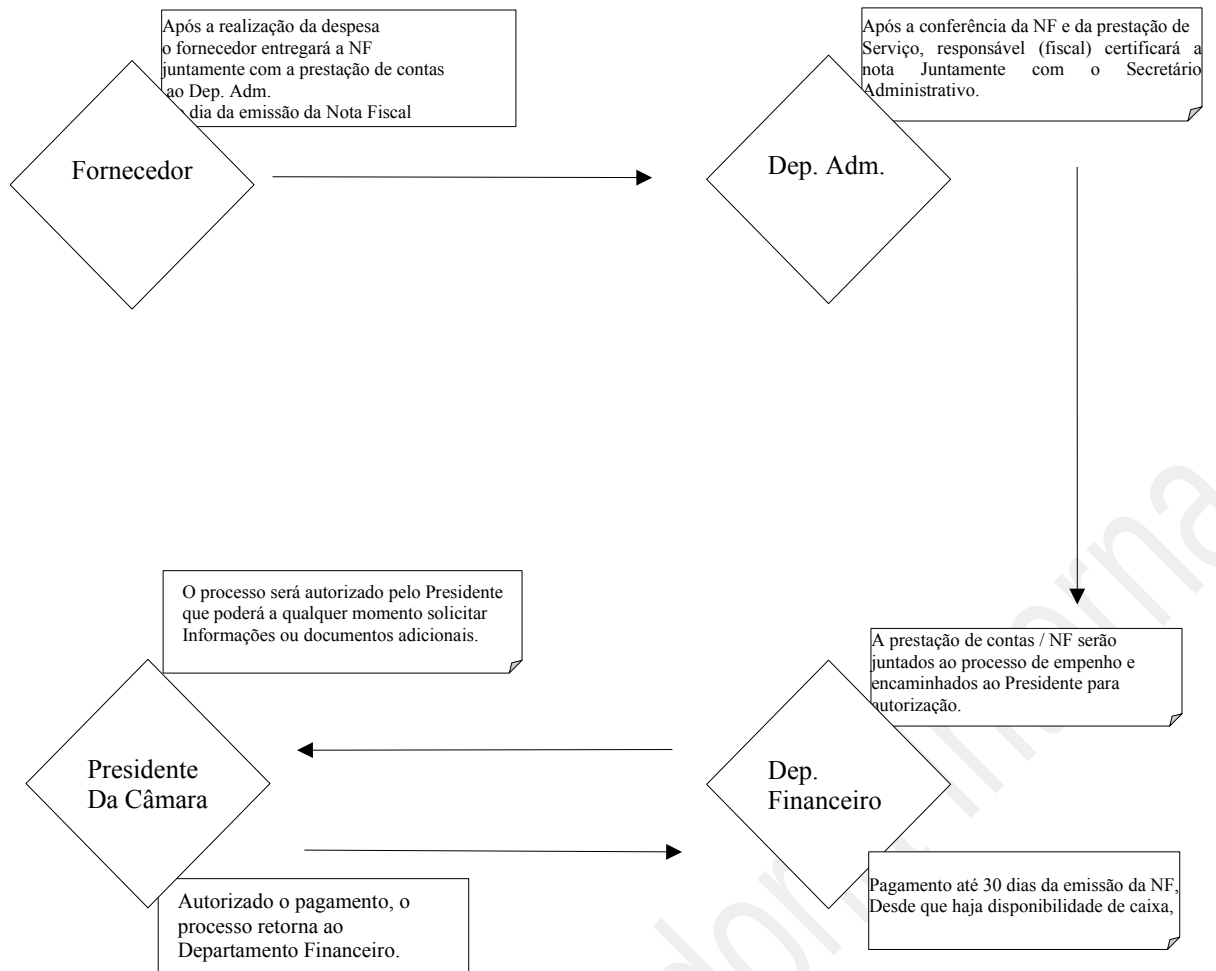 Após a realização da despesa
o fornecedor entregará a NF
juntamente com a prestação de contas
ao Dep. Adm.
dia da emissão da Nota Fiscal
Fornecedor
Após a conferência da NF e da prestação de
Serviço, responsável (fiscal) certificará a
nota Juntamente com o Secretário
Administrativo.
Dep. Adm.
O processo será autorizado pelo Presidente
que poderá a qualquer momento solicitar
Informações ou documentos adicionais.
A prestação de contas / NF serão
juntados ao processo de empenho e
encaminhados ao Presidente para
autorização.
Presidente
Da Câmara
Dep.
Financeiro
Autorizado o pagamento, o
processo retorna ao
Departamento Financeiro.
Pagamento até 30 dias da emissão da NF,
Desde que haja disponibilidade de caixa,